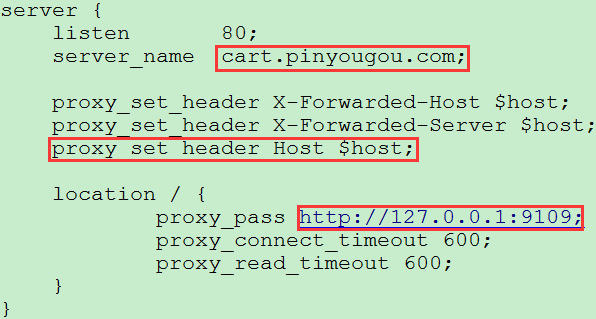 server {
listen 80;
server_name cart.pinyougou.com;
proxy_set_header X-Forwarded-Host $host;
proxy_set_header X-Forwarded-Server $host;
proxy_set_header Host $host;
location / {
proxy_pass http://127.0.0.1:9109;
proxy_connect_timeout 600;
proxy_read_timeout 600;
}
}